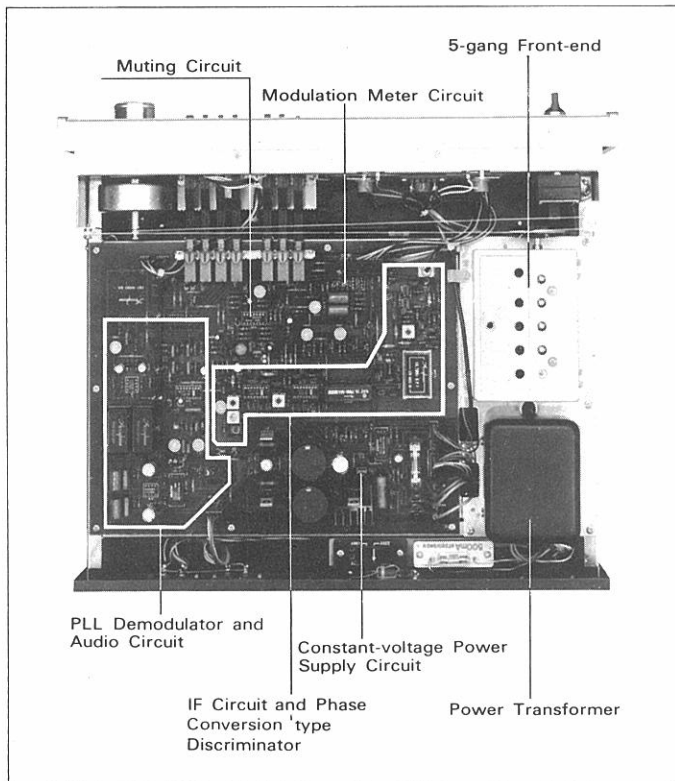 5-gang Front-end
Muting Circuit
Modulation Meter Circuit
500mA
PLL Demodulator and
Audio Circuit
Constant-voltage Power
Supply Circuit
IF Circuit and Phase
Conversion type
Discriminator
Power Transformer